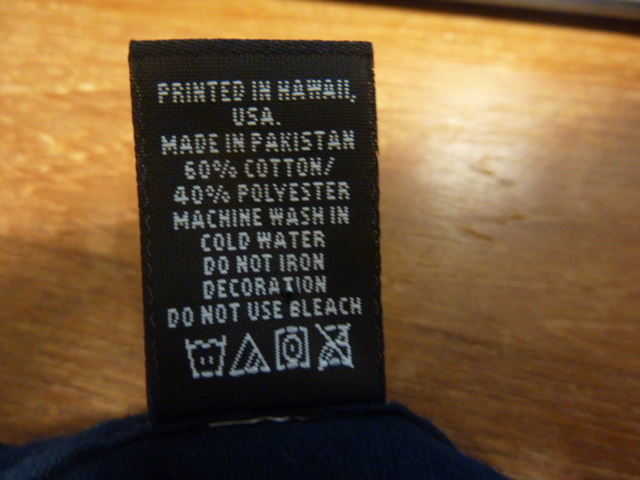 PRINTED IN HAWAII,
USA.
MADE IN PAKISTAN
60% COTTON/
40% POLYESTER
MACHINE WASH IN
COLD WATER
DO NOT IRON
DECORATION
DO NOT USE BLEACH